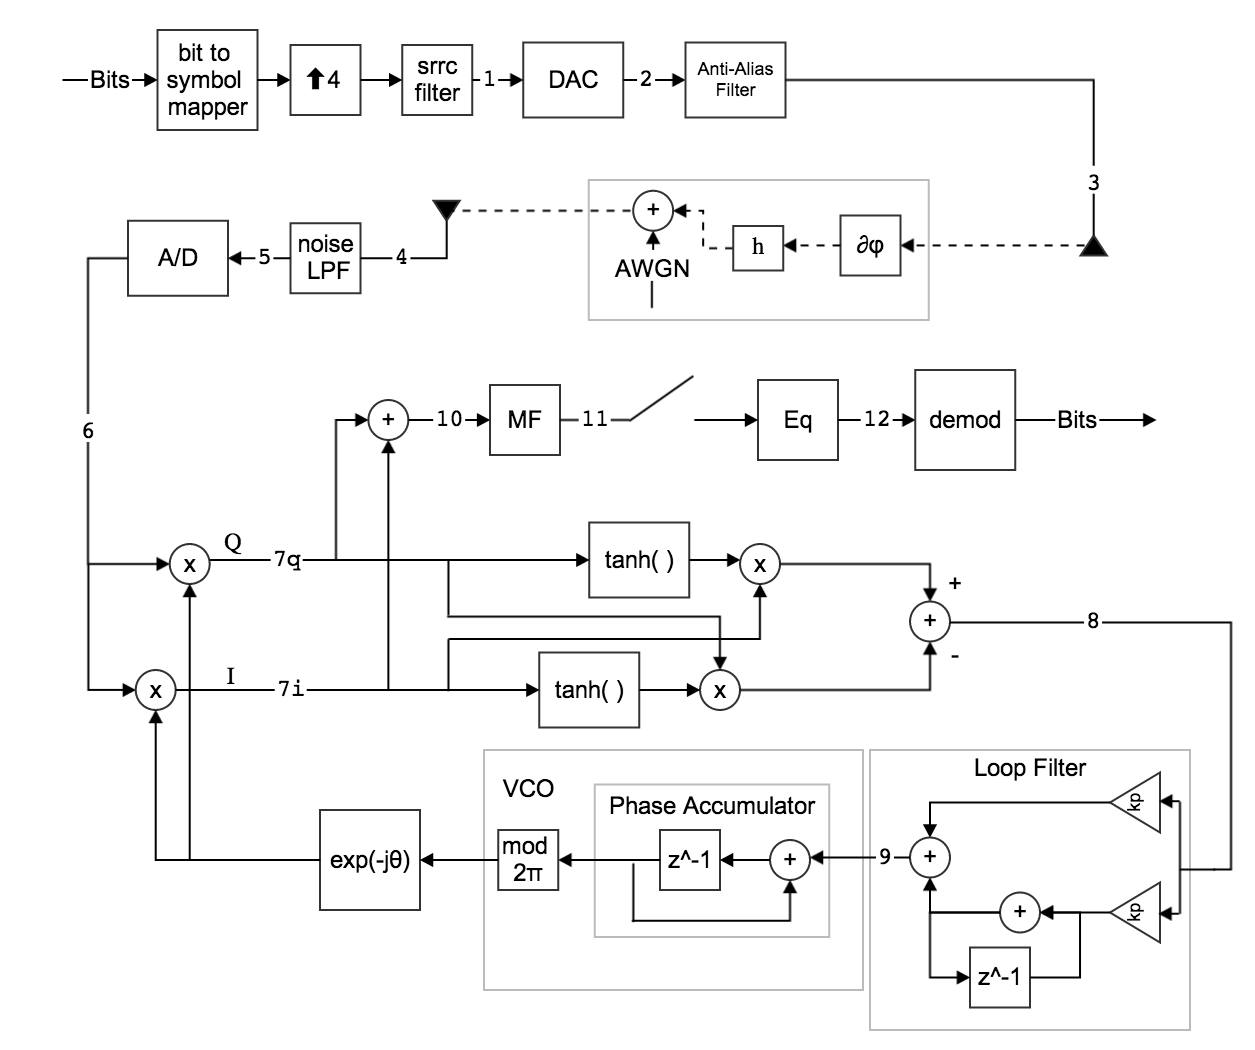 Bits
bit to
symbol
mapper
⬆4
srrc
filter
1
DAC
2
Anti-Alias
Filter
3
A/D
5
noise
LPF
4
+
AWGN
h
∂φ
6
+
10
MF
11
Eq
12
demod
Bits
x
Q
7q
tanh( )
x
+
+
8
-
x
I
7i
tanh( )
x
VCO
Phase Accumulator
Loop Filter
kp
exp(-jθ)
mod
2π
z^-1
+
9
+
+
kp
z^-1